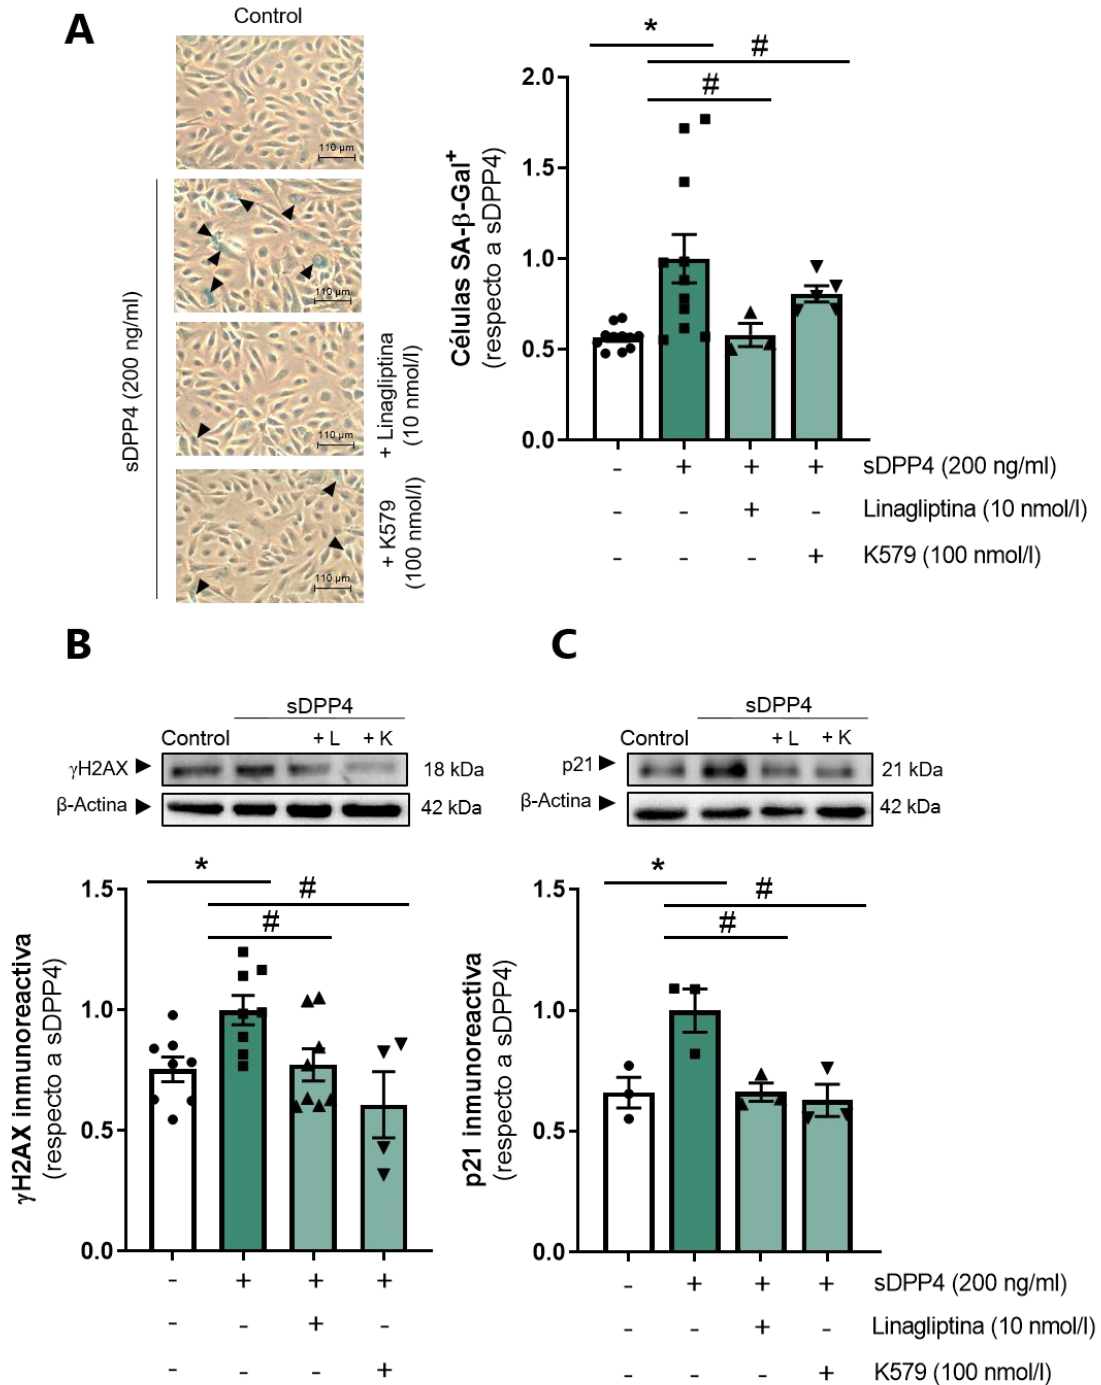 A
Control
110 µm
110 µm
110 µm
110 µm
sDPP4 (200 ng/ml)
+ Linagliptina
(10 nmol/l)
+ K579
(100 nmol/l)
Células SA-β-Gal+
(respecto a sDPP4)
*
#
#
2.0
1.5
1.0
0.5
0.0
- + + + sDPP4 (200 ng/ml)
- - + - Linagliptina (10 nmol/l)
- - - + K579 (100 nmol/l)
B
sDPP4
Control + L + K
γH2AX 18 kDa
β-Actina 42 kDa
γH2AX inmunoreactiva
(respecto a sDPP4)
*
#
#
1.5
1.0
0.5
0.0
- + + +
- - + -
- - - +
C
sDPP4
Control + L + K
p21 21 kDa
β-Actina 42 kDa
p21 inmunoreactiva
(respecto a sDPP4)
*
#
#
1.5
1.0
0.5
0.0
- + + + sDPP4 (200 ng/ml)
- - + - Linagliptina (10 nmol/l)
- - - + K579 (100 nmol/l)